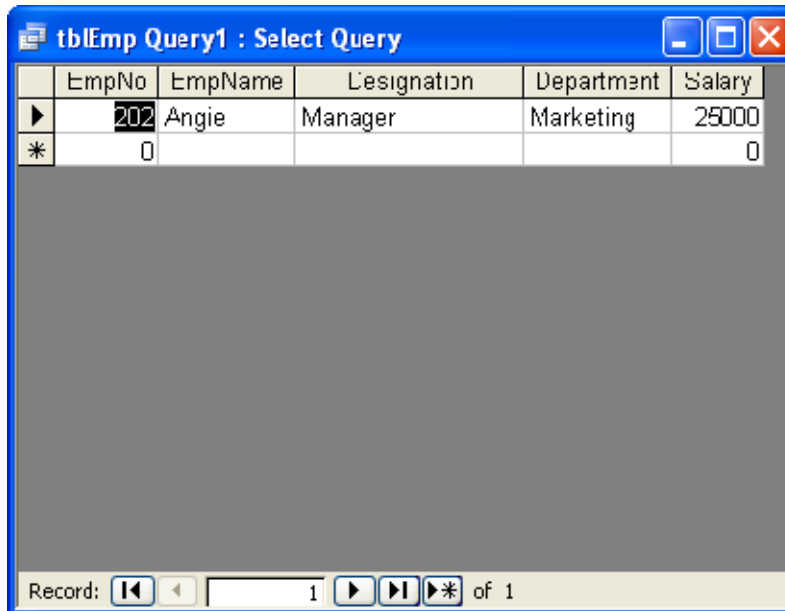 tblEmp Query1 : Select Query
EmpNo EmpName Designation Department Salary
202 Angie Manager Marketing 25000
0 0
Record: 1 of 1